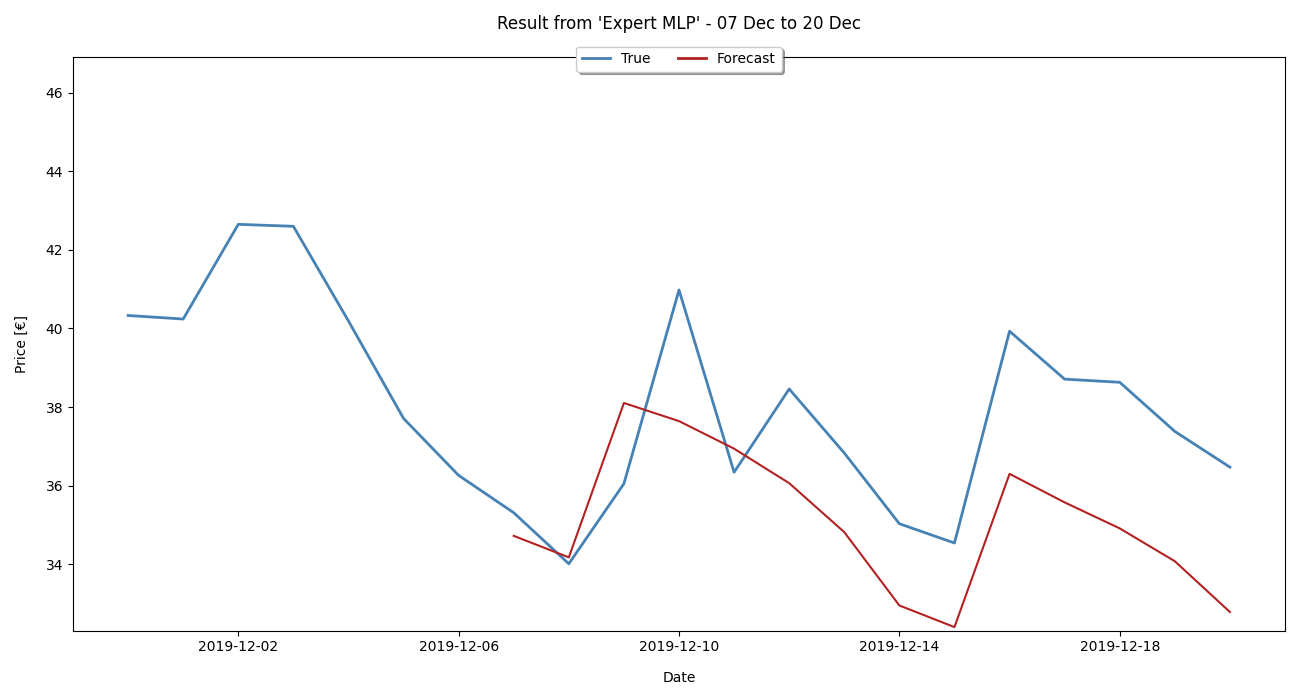 Result from 'Expert MLP' - 07 Dec to 20 Dec
True Forecast
46
44
42
40
38
36
34
Price [€]
2019-12-02 2019-12-06 2019-12-10 2019-12-14 2019-12-18
Date